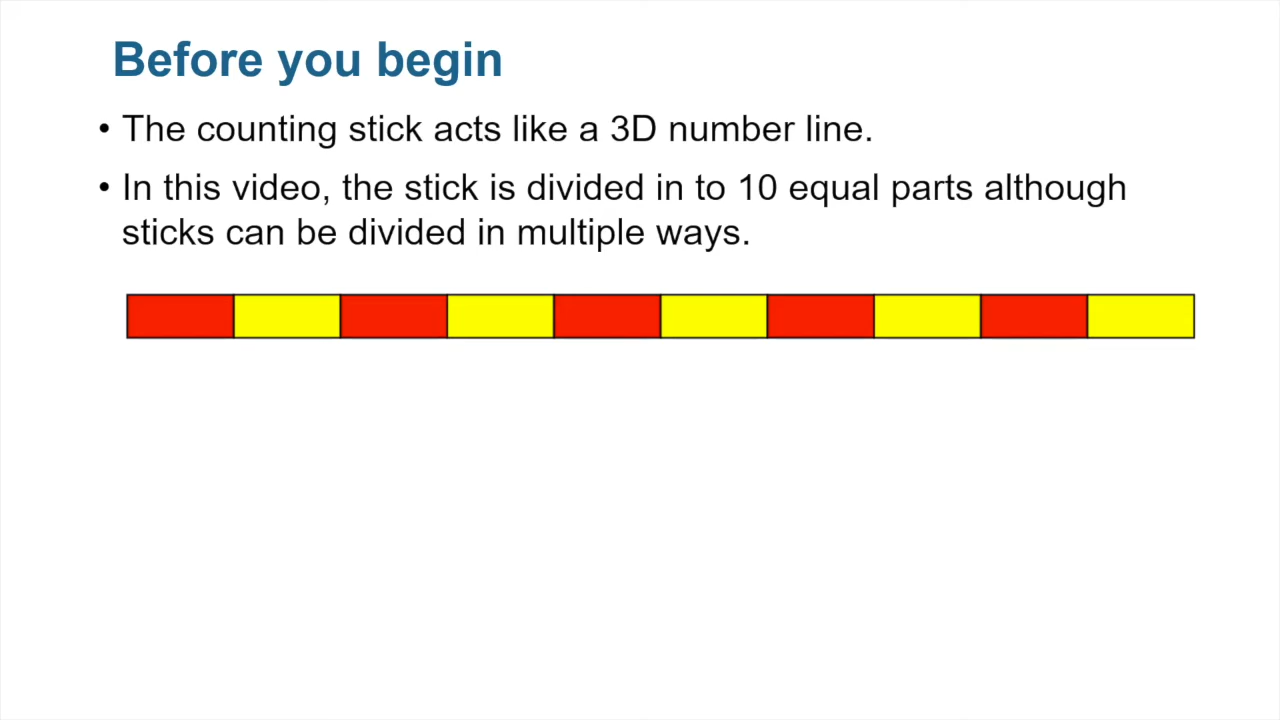 Before you begin
• The counting stick acts like a 3D number line.
• In this video, the stick is divided in to 10 equal parts although
sticks can be divided in multiple ways.